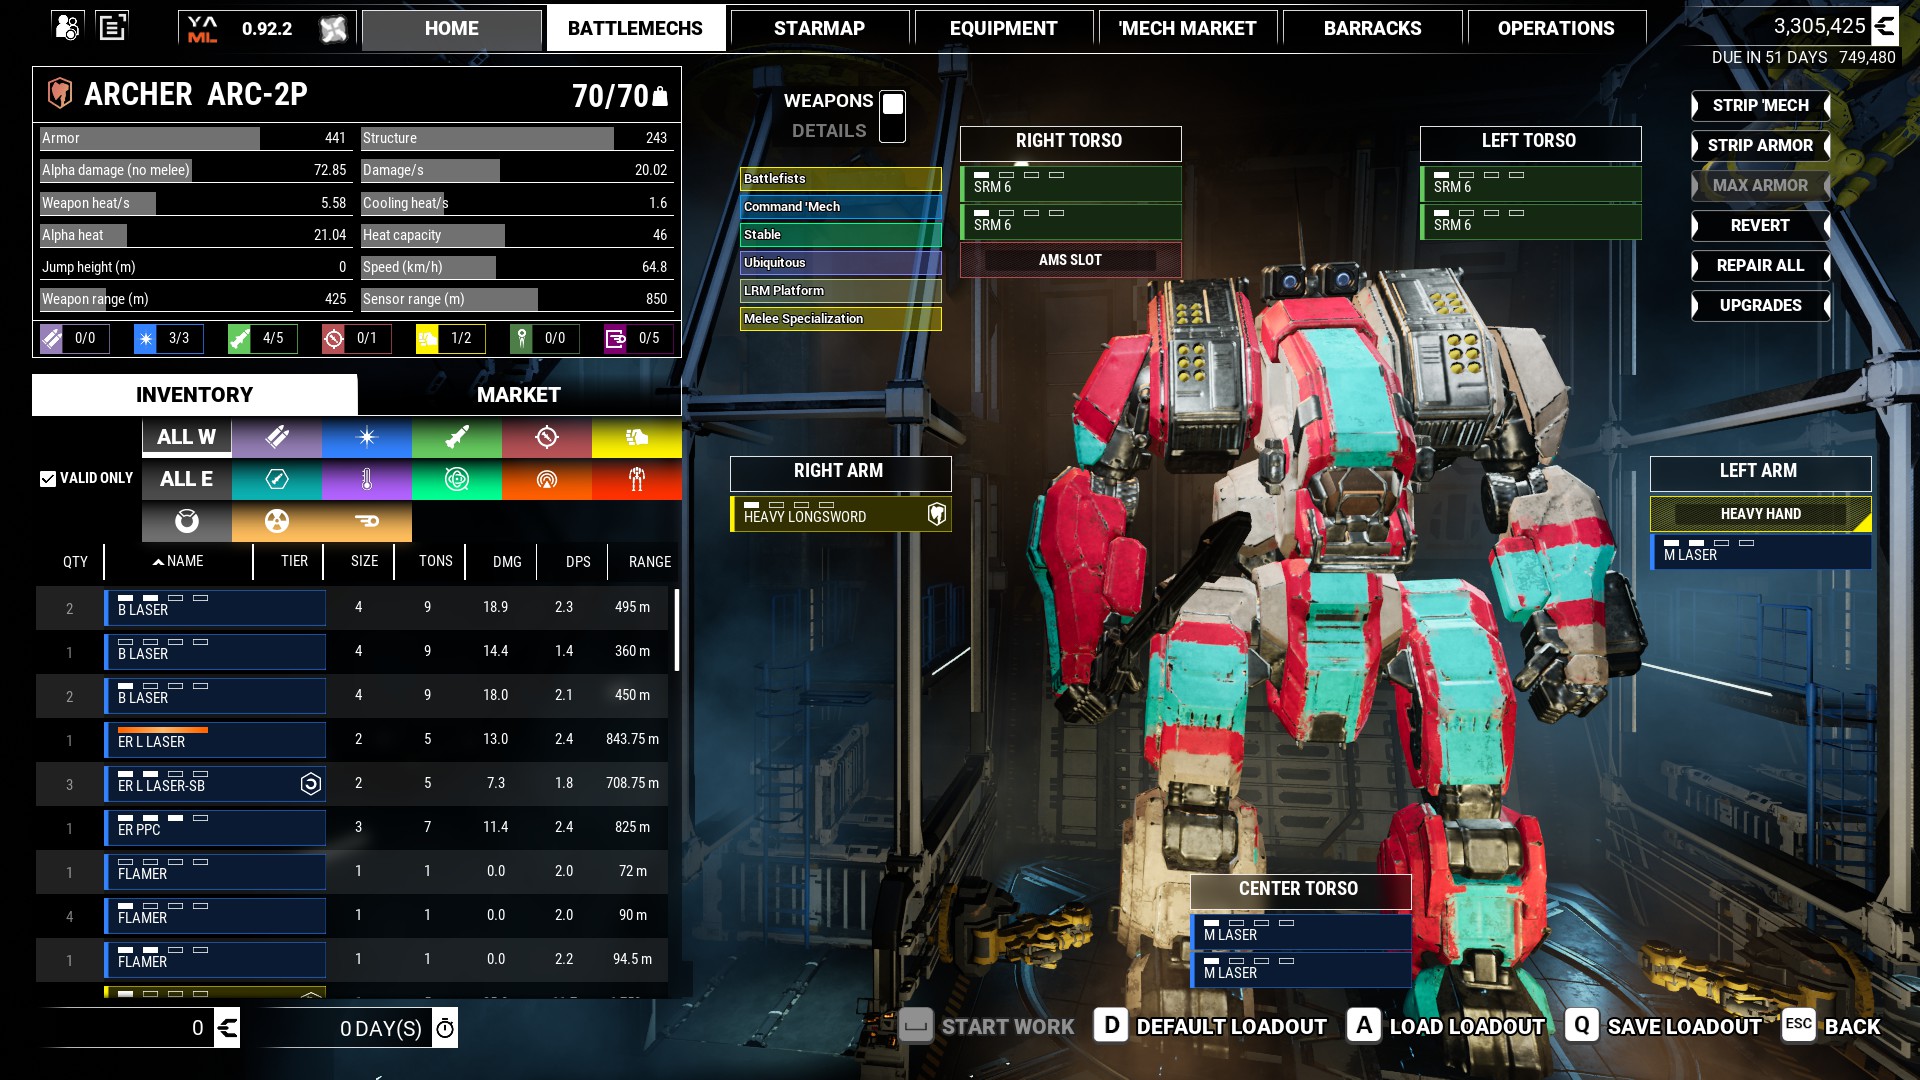 YA
ML
0.92.2
HOME
BATTLEMECHS
STARMAP
EQUIPMENT
'MECH MARKET
BARRACKS
OPERATIONS
3,305,425
DUE IN 51 DAYS 749,480
ARCHER ARC-2P
70/70
Armor 441
Structure 243
Alpha damage (no melee) 72.85
Damage/s 20.02
Weapon heat/s 5.58
Cooling heat/s 1.6
Alpha heat 21.04
Heat capacity 46
Jump height (m) 0
Speed (km/h) 64.8
Weapon range (m) 425
Sensor range (m) 850
0/0
3/3
4/5
0/1
1/2
0/0
0/5
INVENTORY
MARKET
ALL W
VALID ONLY
ALL E
QTY NAME TIER SIZE TONS DMG DPS RANGE
2 B LASER 4 9 18.9 2.3 495 m
1 B LASER 4 9 14.4 1.4 360 m
2 B LASER 4 9 18.0 2.1 450 m
1 ER L LASER 2 5 13.0 2.4 843.75 m
3 ER L LASER-SB 2 5 7.3 1.8 708.75 m
1 ER PPC 3 7 11.4 2.4 825 m
1 FLAMER 1 1 0.0 2.0 72 m
4 FLAMER 1 1 0.0 2.0 90 m
1 FLAMER 1 1 0.0 2.2 94.5 m
0
0 DAY(S)
WEAPONS
DETAILS
Battlefists
Command 'Mech
Stable
Ubiquitous
LRM Platform
Melee Specialization
RIGHT TORSO
SRM 6
SRM 6
AMS SLOT
LEFT TORSO
SRM 6
SRM 6
STRIP 'MECH
STRIP ARMOR
MAX ARMOR
REVERT
REPAIR ALL
UPGRADES
RIGHT ARM
HEAVY LONGSWORD
LEFT ARM
HEAVY HAND
M LASER
CENTER TORSO
M LASER
M LASER
START WORK
D DEFAULT LOADOUT
A LOAD LOADOUT
Q SAVE LOADOUT
ESC BACK